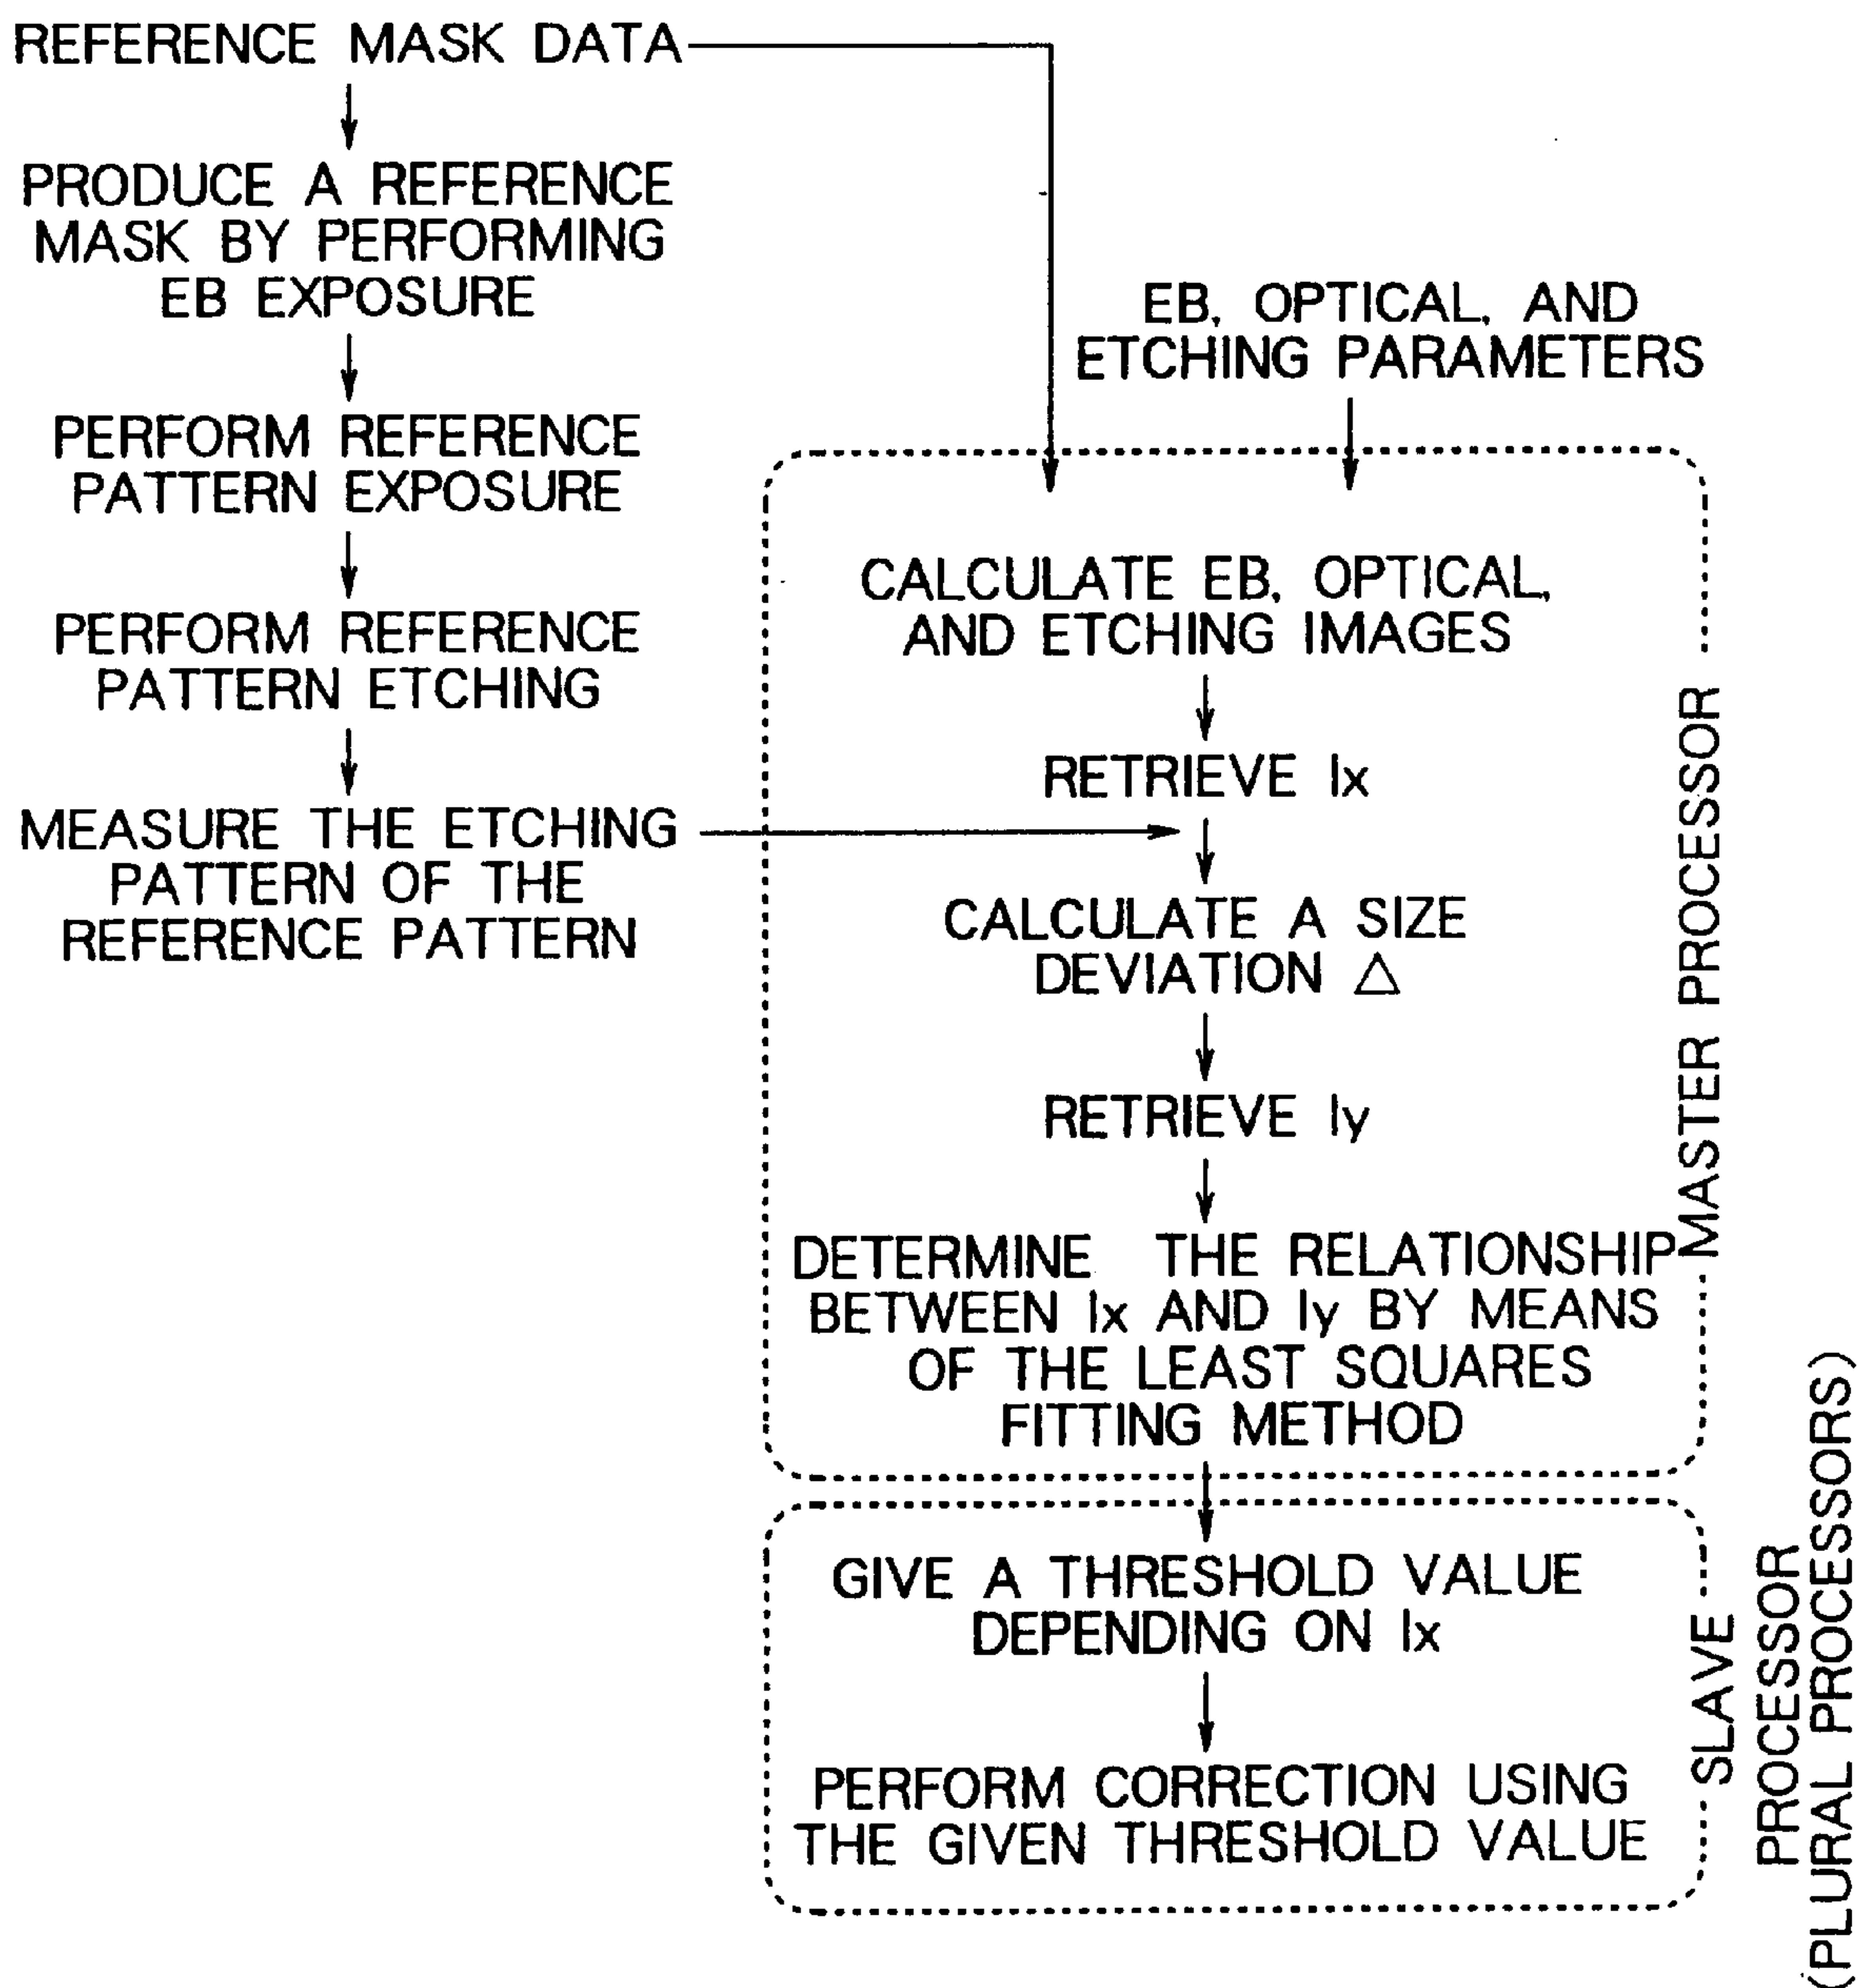 REFERENCE MASK DATA
PRODUCE A REFERENCE
MASK BY PERFORMING
EB EXPOSURE
PERFORM REFERENCE
PATTERN EXPOSURE
PERFORM REFERENCE
PATTERN ETCHING
MEASURE THE ETCHING
PATTERN OF THE
REFERENCE PATTERN
EB, OPTICAL, AND
ETCHING PARAMETERS
CALCULATE EB, OPTICAL,
AND ETCHING IMAGES
RETRIEVE Ix
CALCULATE A SIZE
DEVIATION △
RETRIEVE Iy
DETERMINE THE RELATIONSHIP
BETWEEN Ix AND Iy BY MEANS
OF THE LEAST SQUARES
FITTING METHOD
MASTER PROCESSOR
GIVE A THRESHOLD VALUE
DEPENDING ON Ix
PERFORM CORRECTION USING
THE GIVEN THRESHOLD VALUE
SLAVE
PROCESSOR
(PLURAL PROCESSORS)